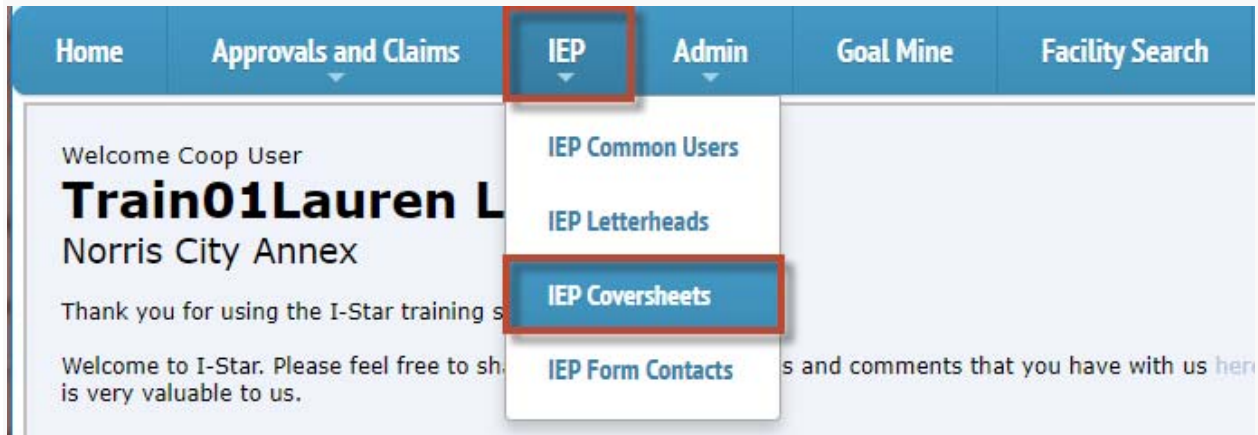 Home Approvals and Claims IEP Admin Goal Mine Facility Search
Welcome Coop User
Train01Lauren L
Norris City Annex
Thank you for using the I-Star training s
Welcome to I-Star. Please feel free to sh
s and comments that you have with us here
is very valuable to us.
IEP Common Users
IEP Letterheads
IEP Coversheets
IEP Form Contacts